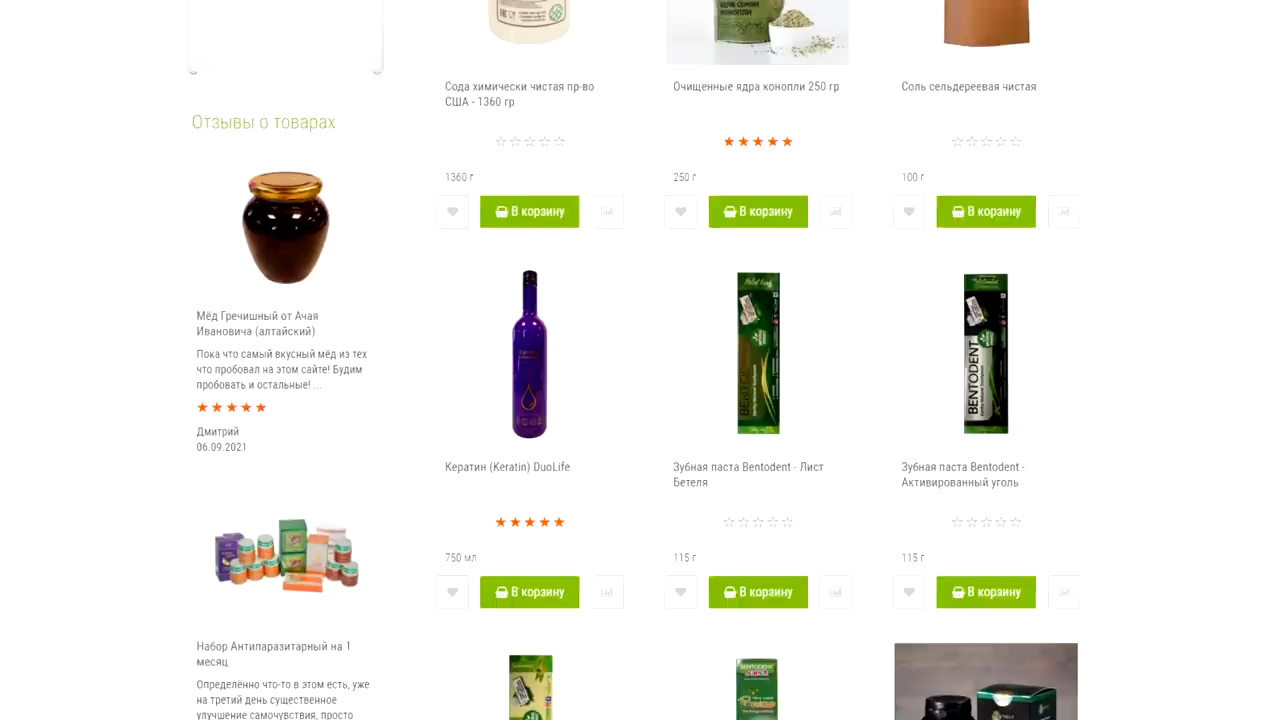 Сода химически чистая пр-во
США - 1360 гр
Очищенные ядра конопли 250 гр
Соль сельдереевая чистая
1360 г
250 г
100 г
В корзину
В корзину
В корзину
Отзывы о товарах
Мёд Гречишный от Ачая
Ивановича (алтайский)
Пока что самый вкусный мёд из тех
что пробовал на этом сайте! Будим
пробовать и остальные! ...
Дмитрий
06.09.2021
BENTODENT
Кератин (Keratin) DuoLife
Зубная паста Bentodent - Лист
Бетеля
Зубная паста Bentodent -
Активированный уголь
750 мл
115 г
115 г
В корзину
В корзину
В корзину
Набор Антипаразитарный на 1
месяц
Определённо что-то в этом есть, уже
на третий день существенное
улучшение самочувствия, просто
BENTODENT